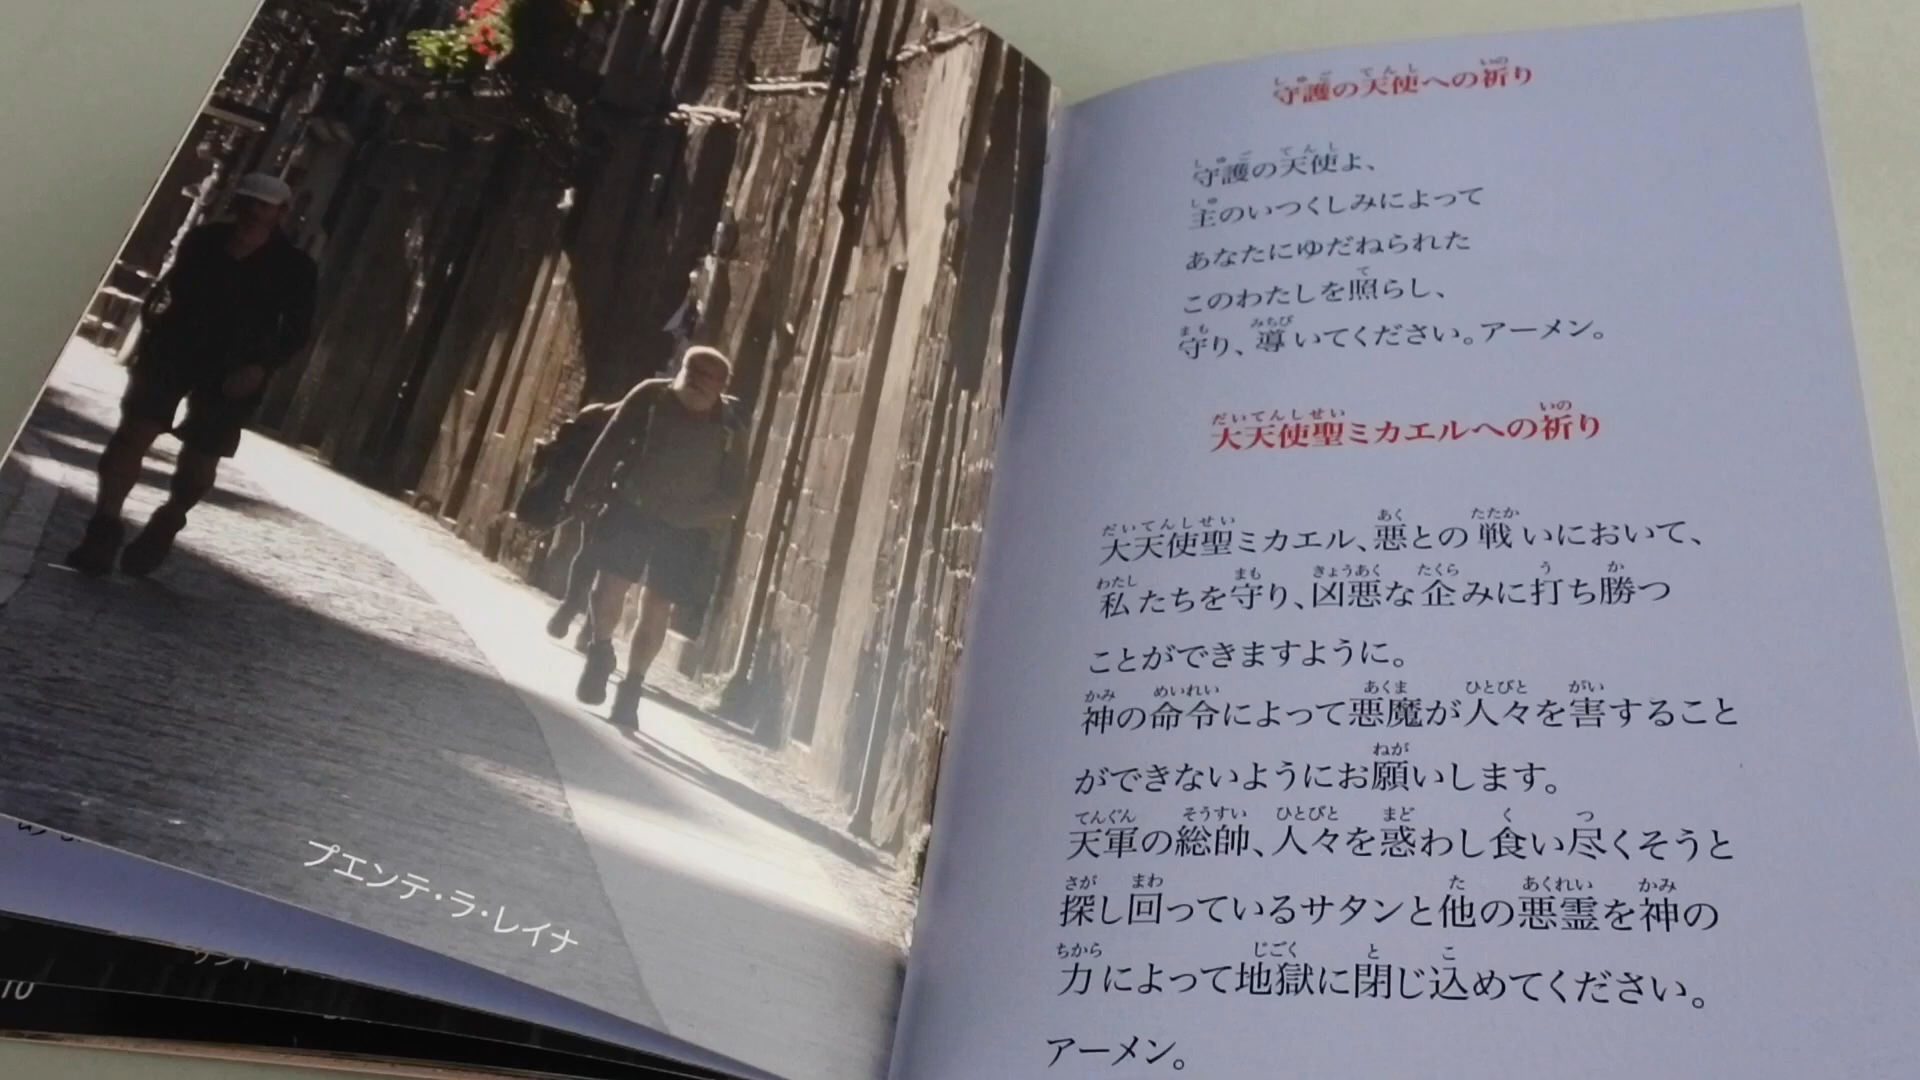 プエンテ・ラ・レイナ
10
守護の天使への祈り
守護の天使よ、
主のいつくしみによって
あなたにゆだねられた
このわたしを照らし、
守り、導いてください。アーメン。
大天使聖ミカエルへの祈り
大天使聖ミカエル、悪との戦いにおいて、
私たちを守り、凶悪な企みに打ち勝つ
ことができますように。
神の命令によって悪魔が人々を害すること
ができないようにお願いします。
天軍の総帥、人々を惑わし食い尽くそうと
探し回っているサタンと他の悪霊を神の
力によって地獄に閉じ込めてください。
アーメン。